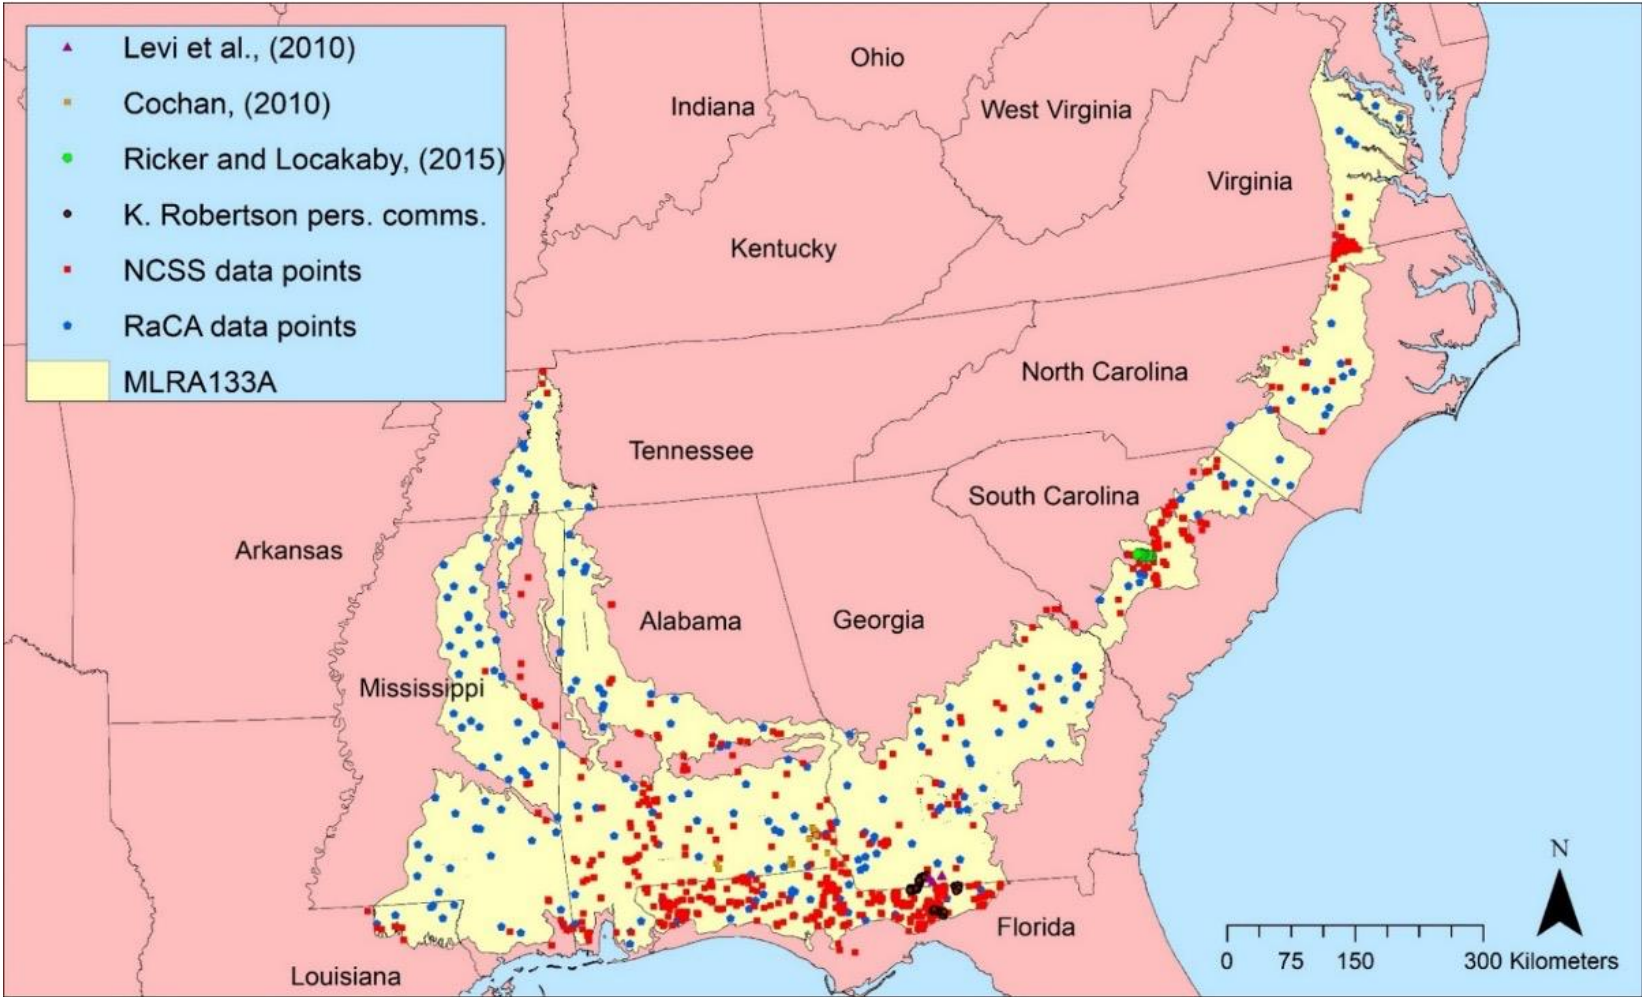 Levi et al., (2010)
Cochan, (2010)
Ricker and Locakaby, (2015)
K. Robertson pers. comms.
NCSS data points
RaCA data points
MLRA133A
Ohio
Indiana
West Virginia
Virginia
Kentucky
North Carolina
Tennessee
South Carolina
Arkansas
Alabama
Georgia
Mississippi
Florida
Louisiana
N
0 75 150 300 Kilometers